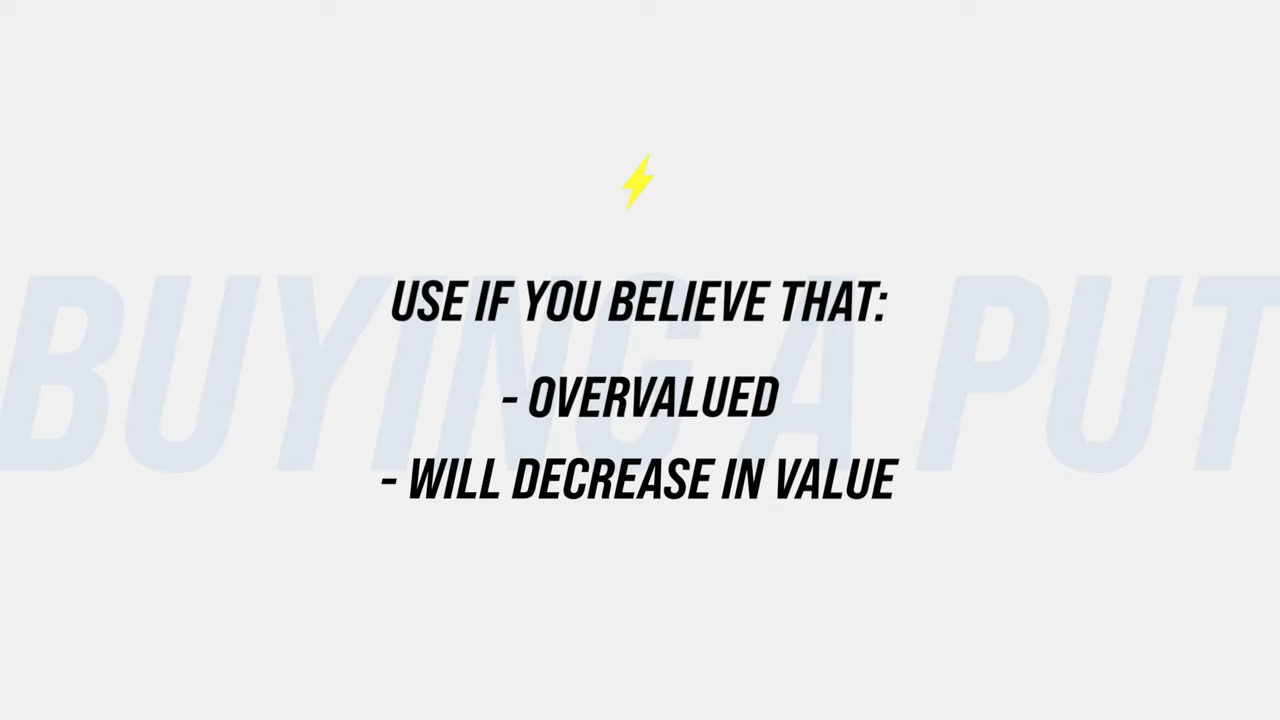 BUYING A PUT
USE IF YOU BELIEVE THAT:
- OVERVALUED
- WILL DECREASE IN VALUE